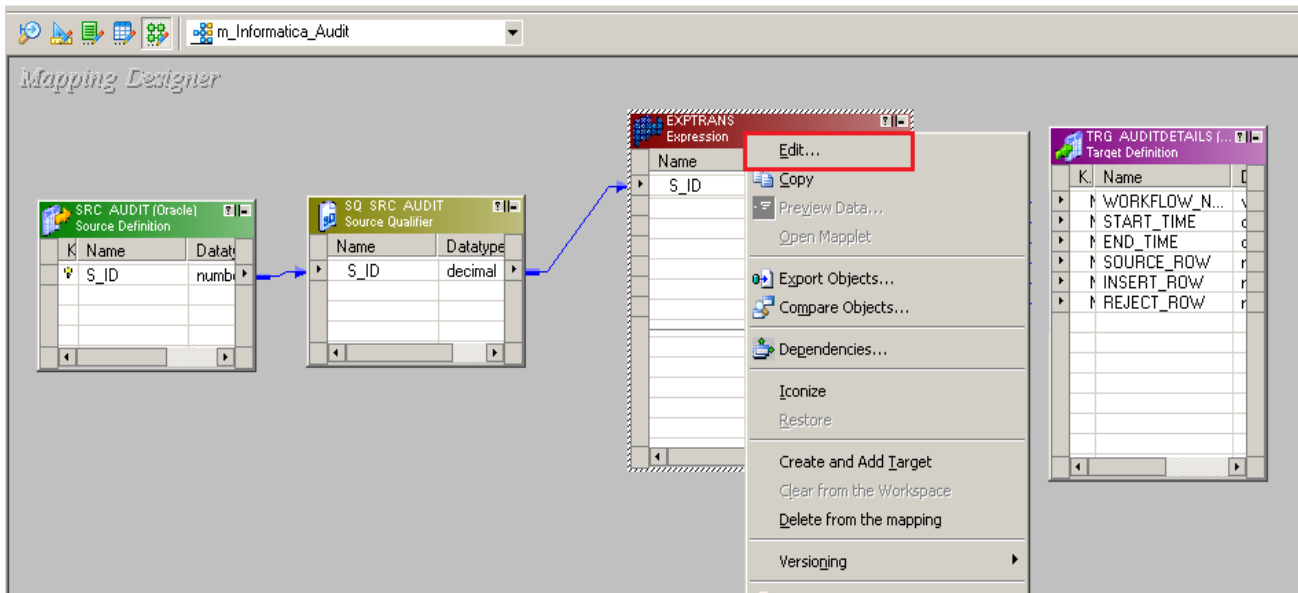 m_Informatica_Audit
Mapping Designer
SRC_AUDIT (Oracle)
Source Definition
K Name Datat
S_ID numb
SQ_SRC_AUDIT
Source Qualifier
Name Datatype
S_ID decimal
EXPTRANS
Expression
Name
S_ID
Edit...
Copy
Preview Data...
Open Mapplet
Export Objects...
Compare Objects...
Dependencies...
Iconize
Restore
Create and Add Target
Clear from the Workspace
Delete from the mapping
Versioning
TRG_AUDITDETAILS (...
Target Definition
K. Name D
N WORKFLOW_N... v
N START_TIME d
N END_TIME d
N SOURCE_ROW r
N INSERT_ROW r
N REJECT_ROW r